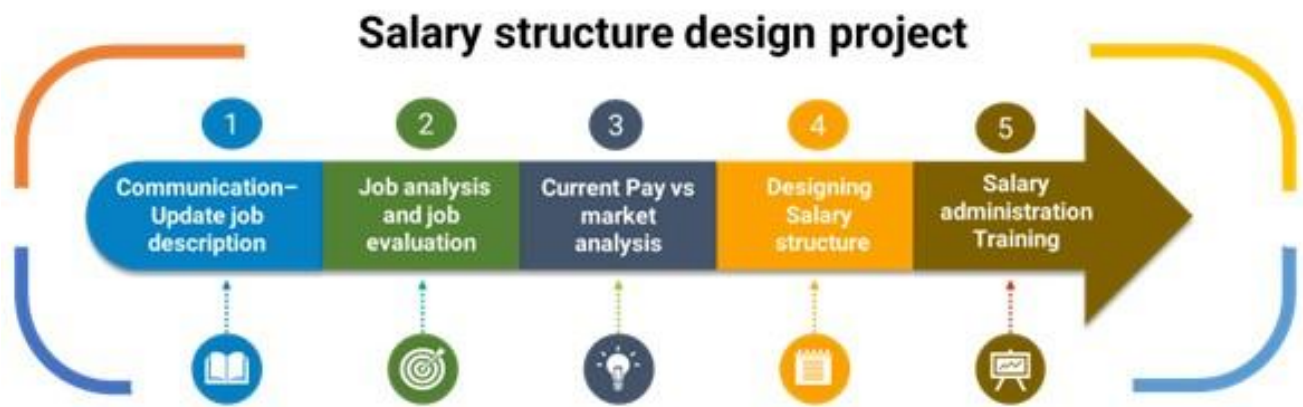 Salary structure design project
1
2
3
4
5
Communication–
Update job
description
Job analysis
and job
evaluation
Current Pay vs
market
analysis
Designing
Salary
structure
Salary
administration
Training